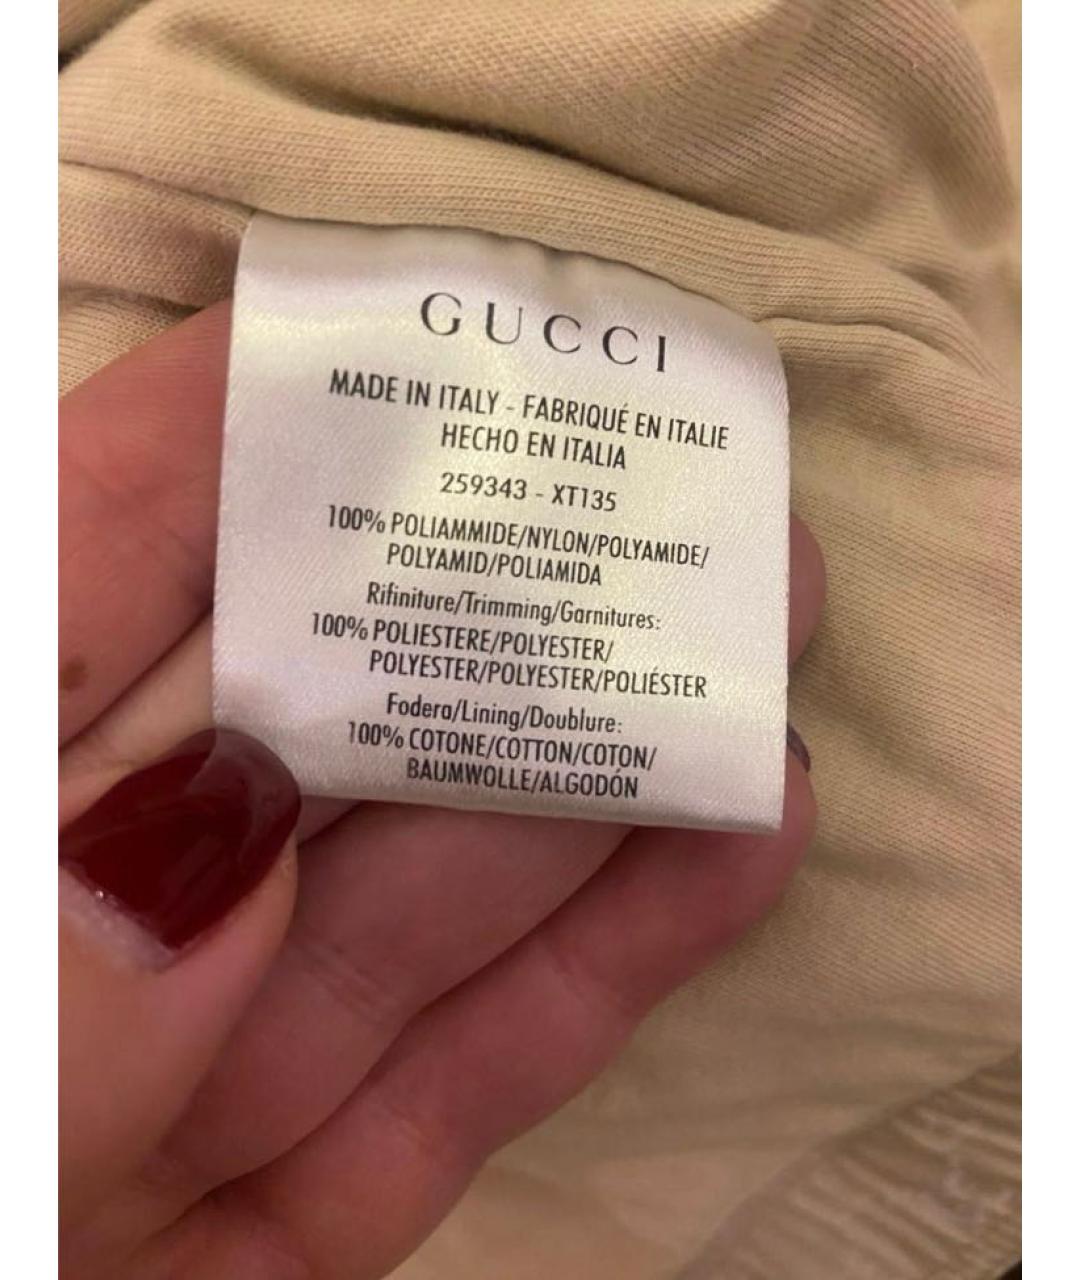 GUCCI
MADE IN ITALY - FABRIQUÉ EN ITALIE
HECHO EN ITALIA
259343 - XT135
100% POLIAMMIDE/NYLON/POLYAMIDE/
POLYAMID/POLIAMIDA
Rifiniture/Trimming/Garnitures:
100% POLIESTERE/POLYESTER/
POLYESTER/POLYESTER/POLIÉSTER
Fodera/Lining/Doublure:
100% COTONE/COTTON/COTON/
BAUMWOLLE/ALGODÓN